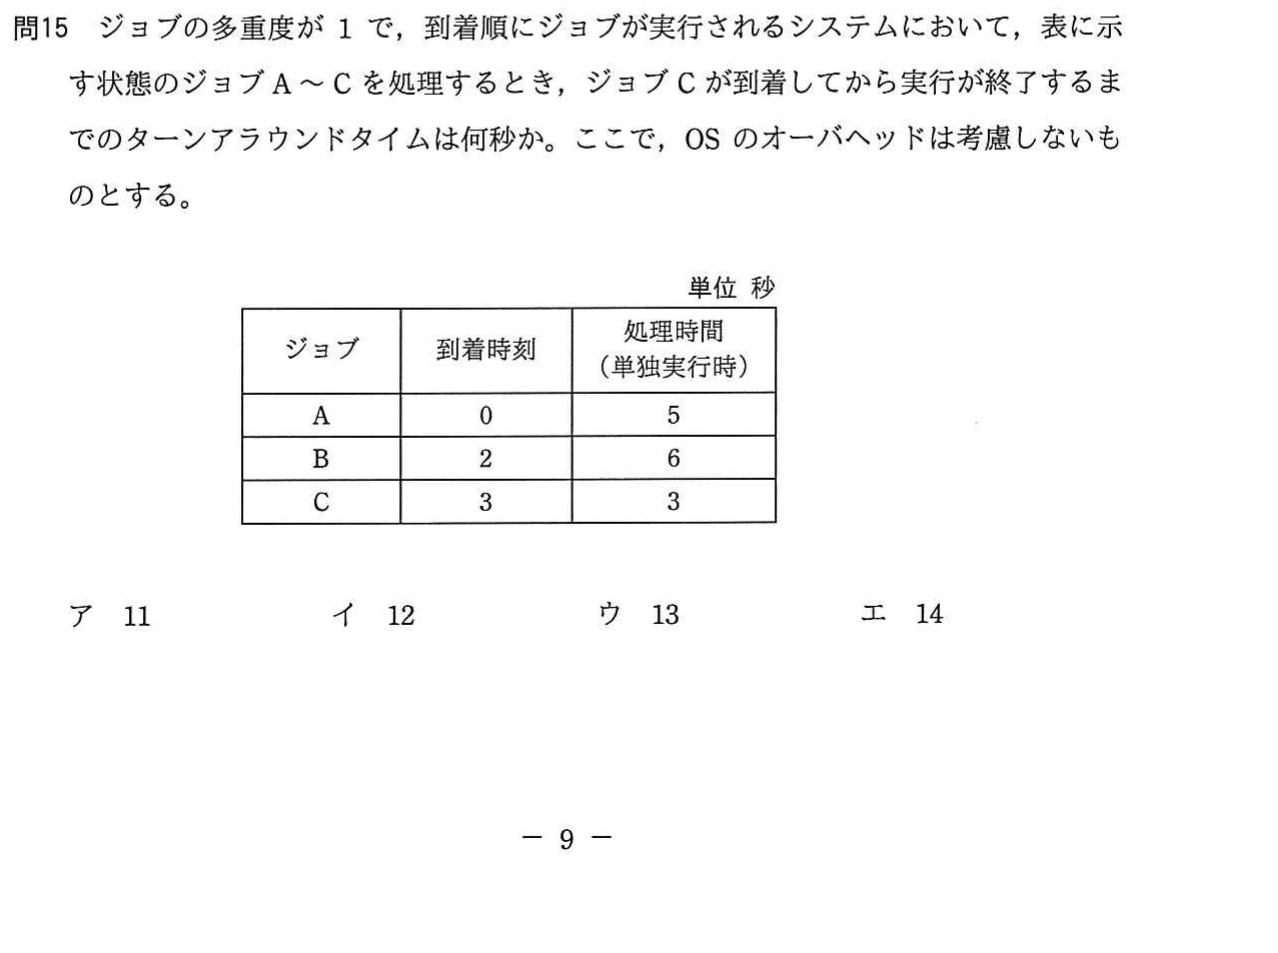 問15 ジョブの多重度が 1 で，到着順にジョブが実行されるシステムにおいて，表に示
す状態のジョブ A ～ C を処理するとき，ジョブ C が到着してから実行が終了するま
でのターンアラウンドタイムは何秒か。ここで，OS のオーバヘッドは考慮しないも
のとする。
単位 秒
ジョブ 到着時刻 処理時間
（単独実行時）
A 0 5
B 2 6
C 3 3
ア 11 イ 12 ウ 13 エ 14
－ 9 －